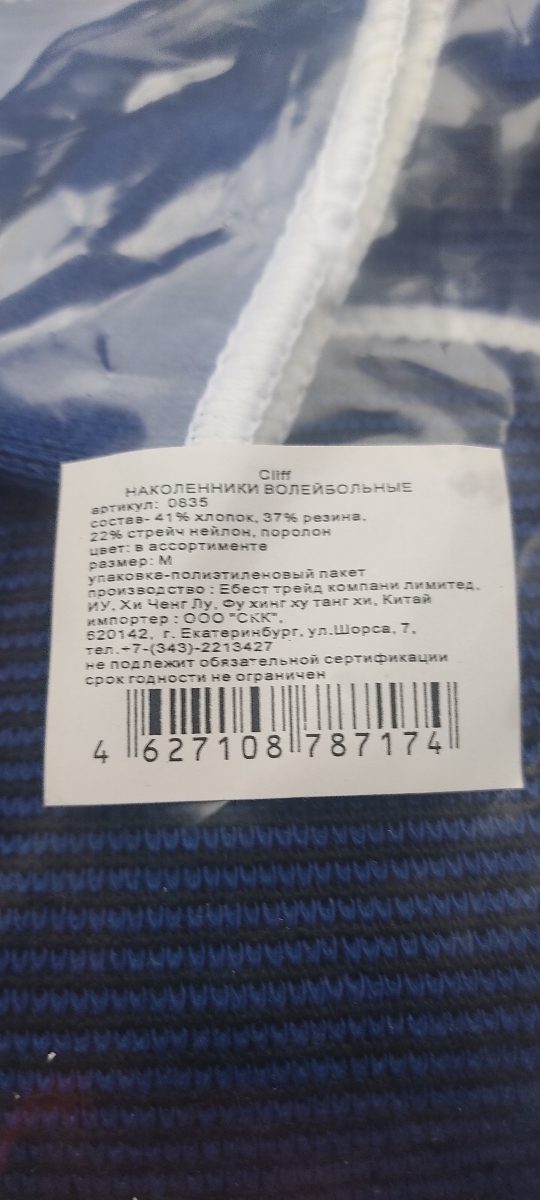 Cliff
НАКОЛЕННИКИ ВОЛЕЙБОЛЬНЫЕ
артикул: 0835
состав- 41% хлопок, 37% резина,
22% стрейч нейлон, поролон
цвет: в ассортименте
размер: М
упаковка-полиэтиленовый пакет
производство : Ебест трейд компани лимитед,
ИУ, Хи Ченг Лу, Фу хинг ху танг хи, Китай
импортер : ООО "СКК",
620142, г. Екатеринбург, ул.Шорса, 7,
тел.+7-(343)-2213427
не подлежит обязательной сертификации
срок годности не ограничен
4 627108 787174